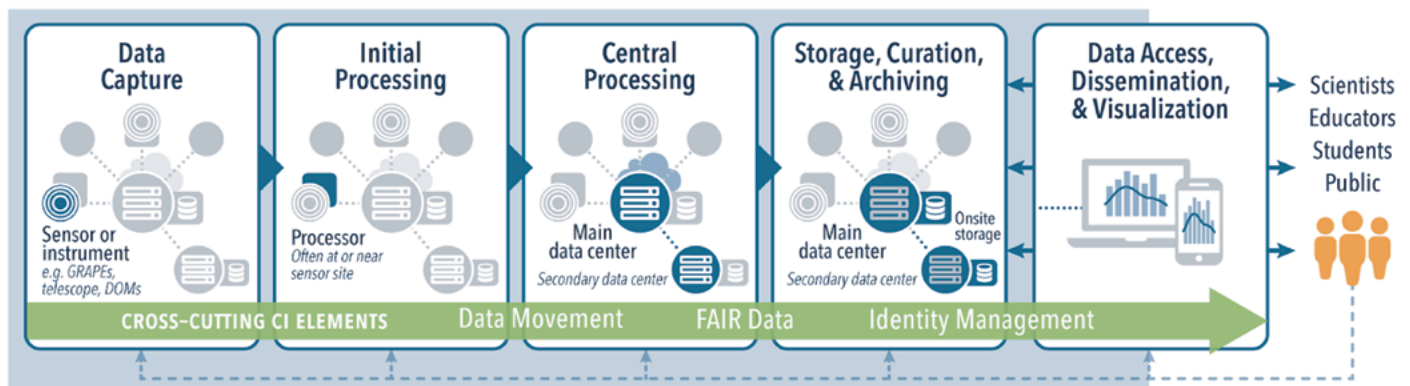 Data
Capture
Sensor or
instrument
e.g. GRAPEs,
telescope, DOMs
Initial
Processing
Processor
Often at or near
sensor site
Central
Processing
Main
data center
Secondary data center
Storage, Curation,
& Archiving
Main
data center
Onsite
storage
Secondary data center
Data Access,
Dissemination,
& Visualization
Scientists
Educators
Students
Public
CROSS–CUTTING CI ELEMENTS
Data Movement
FAIR Data
Identity Management